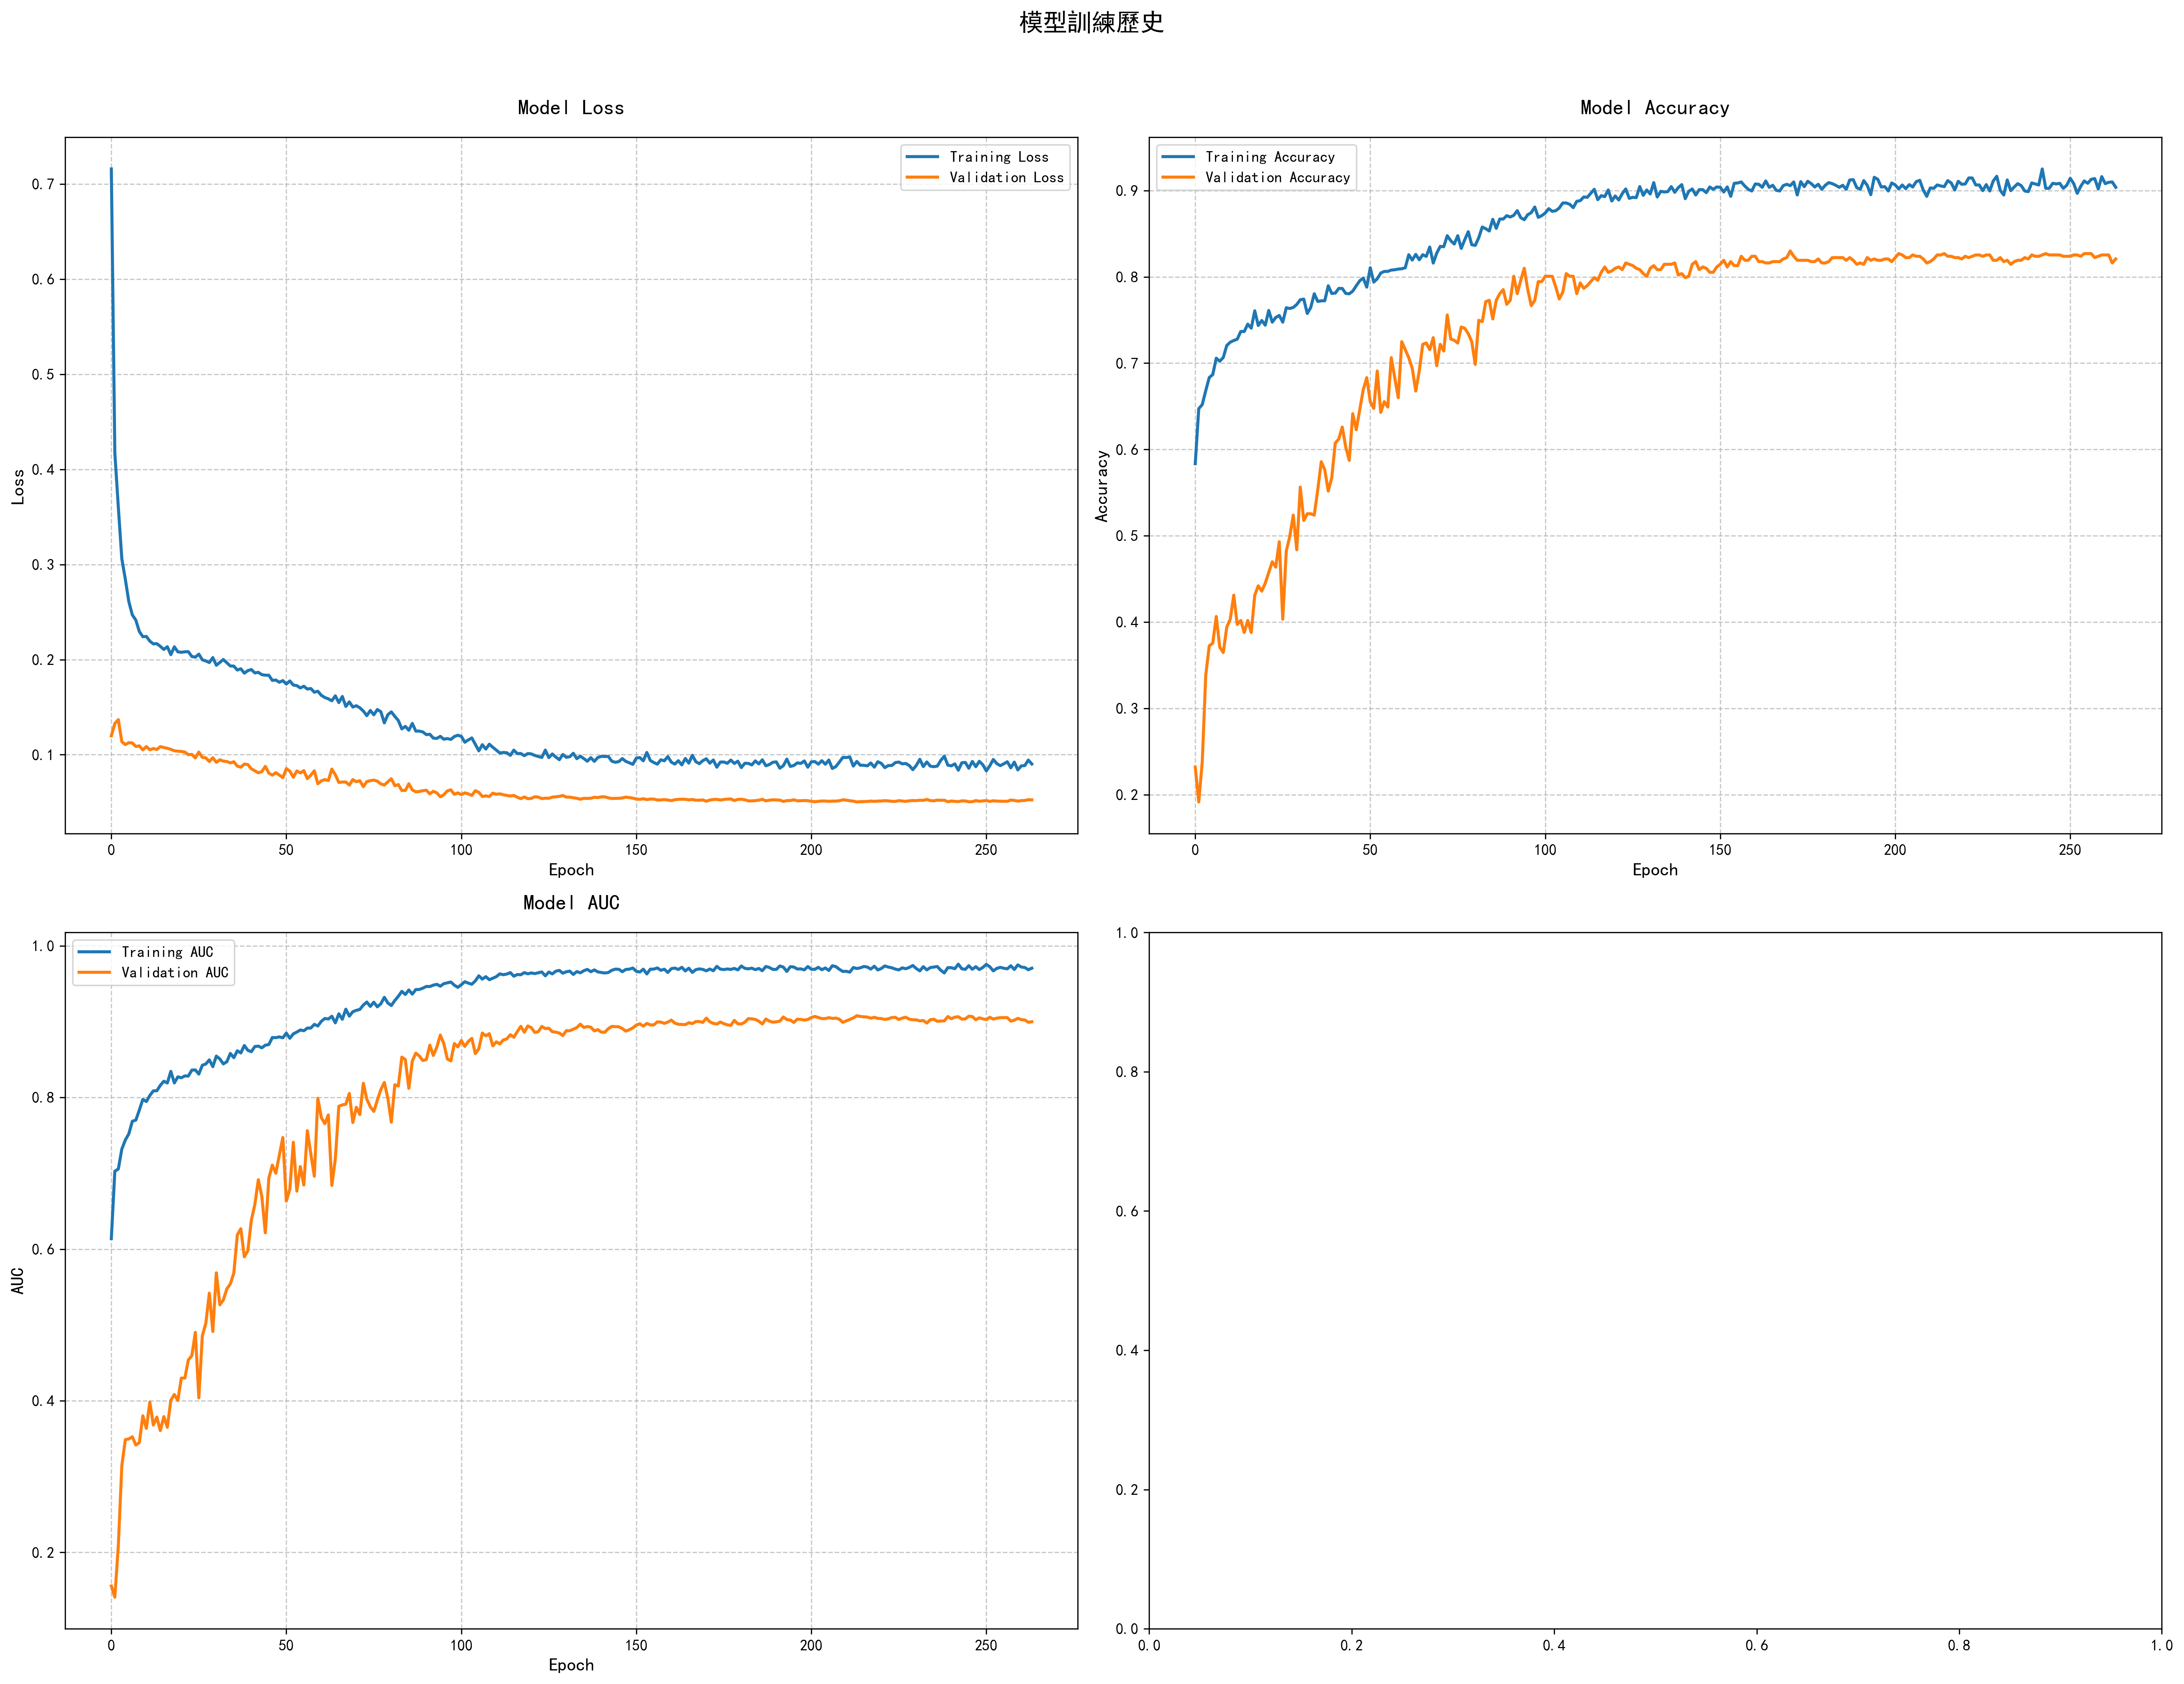 模型訓練歷史
Model Loss
Training Loss
Validation Loss
0.7
0.6
0.5
0.4
0.3
0.2
0.1
Loss
0 50 100 150 200 250
Epoch
Model Accuracy
Training Accuracy
Validation Accuracy
0.9
0.8
0.7
0.6
0.5
0.4
0.3
0.2
Accuracy
0 50 100 150 200 250
Epoch
Model AUC
Training AUC
Validation AUC
1.0
0.8
0.6
0.4
0.2
AUC
0 50 100 150 200 250
Epoch
1.0
0.8
0.6
0.4
0.2
0.0
0.0 0.2 0.4 0.6 0.8 1.0